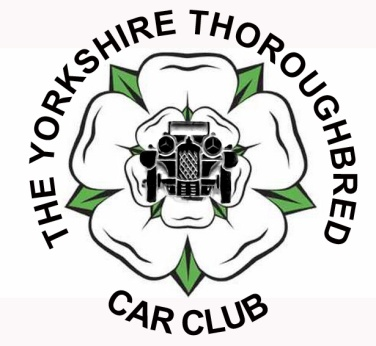 THE YORKSHIRE THOROUGHBRED
CAR CLUB